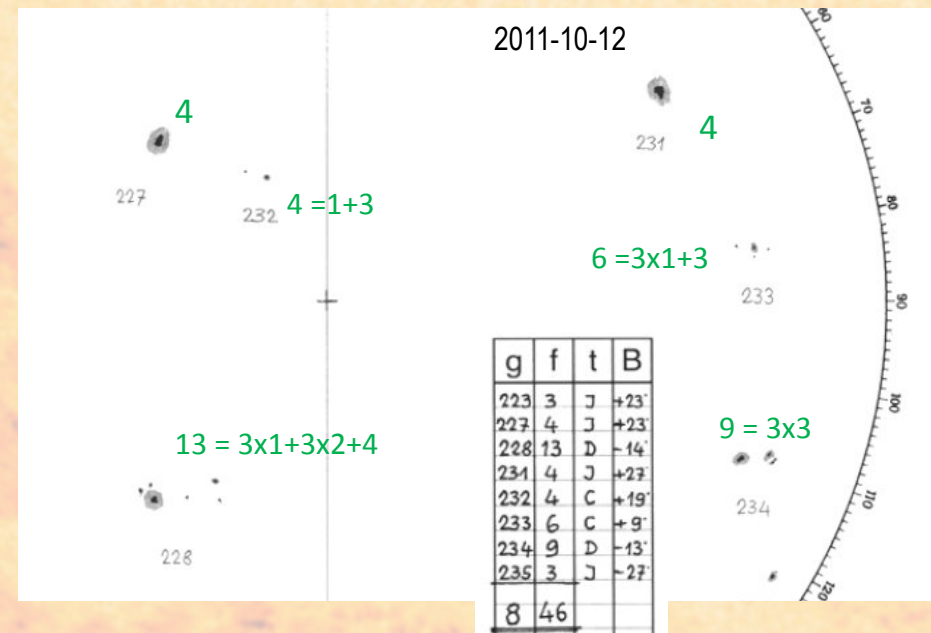 2011-10-12
4
227
232 4 =1+3
13 = 3x1+3x2+4
228
231 4
6 =3x1+3
233
9 = 3x3
234
60
70
80
90
100
110
120
g f t B
223 3 J +23°
227 4 J +23°
228 13 D -14°
231 4 J +27°
232 4 C +19°
233 6 C +9°
234 9 D -13°
235 3 J -27°
8 46